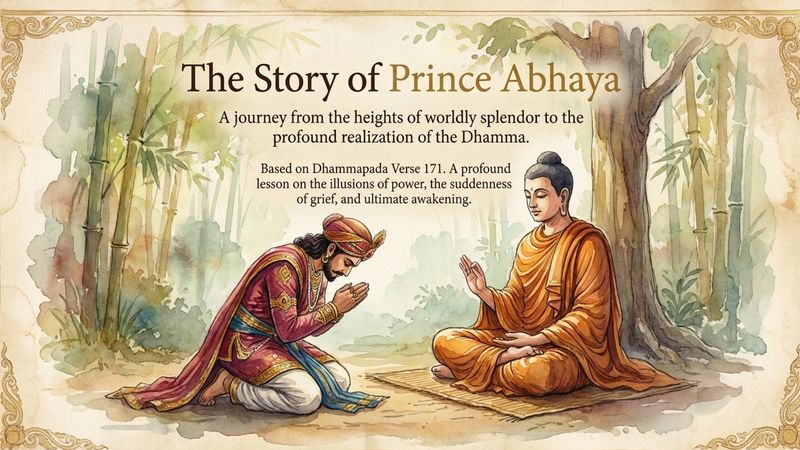 The Story of Prince Abhaya
A journey from the heights of worldly splendor to the
profound realization of the Dhamma.
Based on Dhammapada Verse 171. A profound
lesson on the illusions of power, the suddenness
of grief, and ultimate awakening.